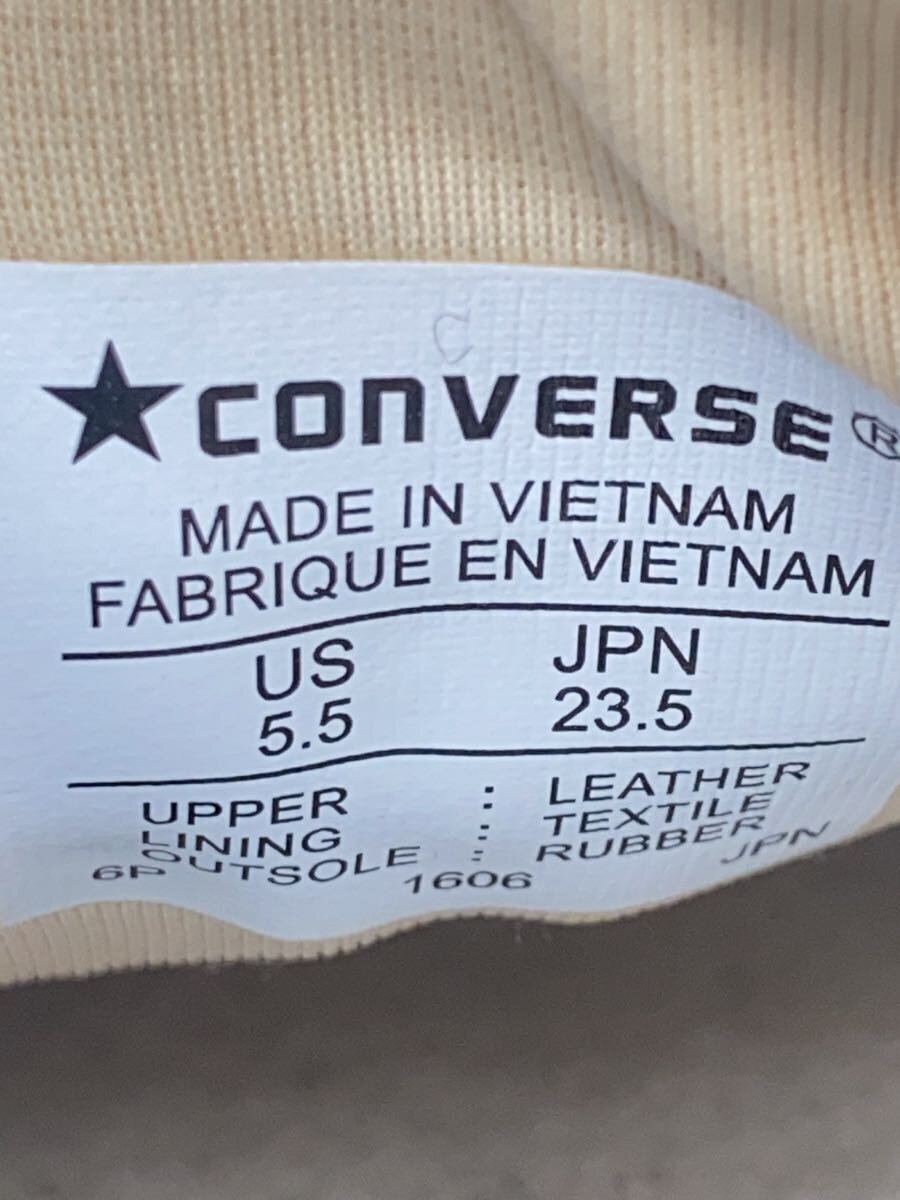 ★CONVERSE®
MADE IN VIETNAM
FABRIQUE EN VIETNAM
US JPN
5.5 23.5
UPPER : LEATHER
LINING : TEXTILE
OUTSOLE : RUBBER
6P 1606 JPN